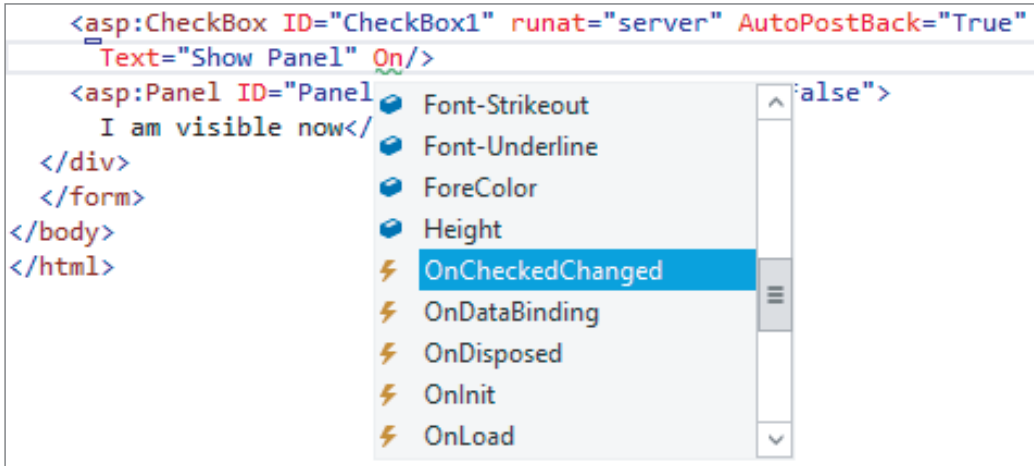 <asp:CheckBox ID="CheckBox1" runat="server" AutoPostBack="True"
Text="Show Panel" On/>
<asp:Panel ID="Panel alse">
I am visible now</
</div>
</form>
</body>
</html>
Font-Strikeout
Font-Underline
ForeColor
Height
OnCheckedChanged
OnDataBinding
OnDisposed
OnInit
OnLoad